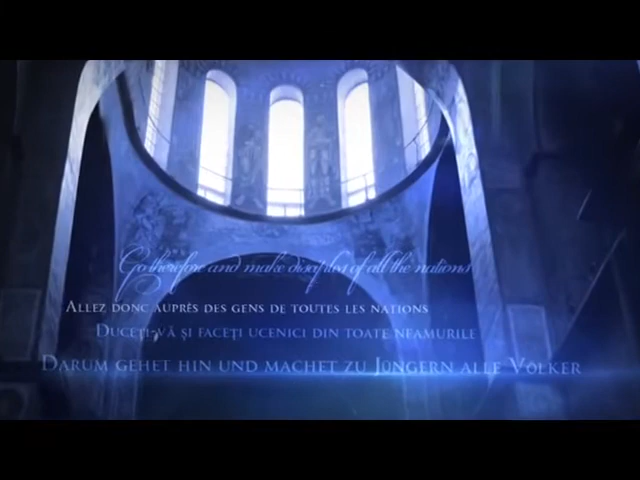 Go therefore and make disciples of all the nations
Allez donc auprès des gens de toutes les nations
Duceți-vă și faceți ucenici din toate neamurile
Darum gehet hin und machet zu Jüngern alle Völker